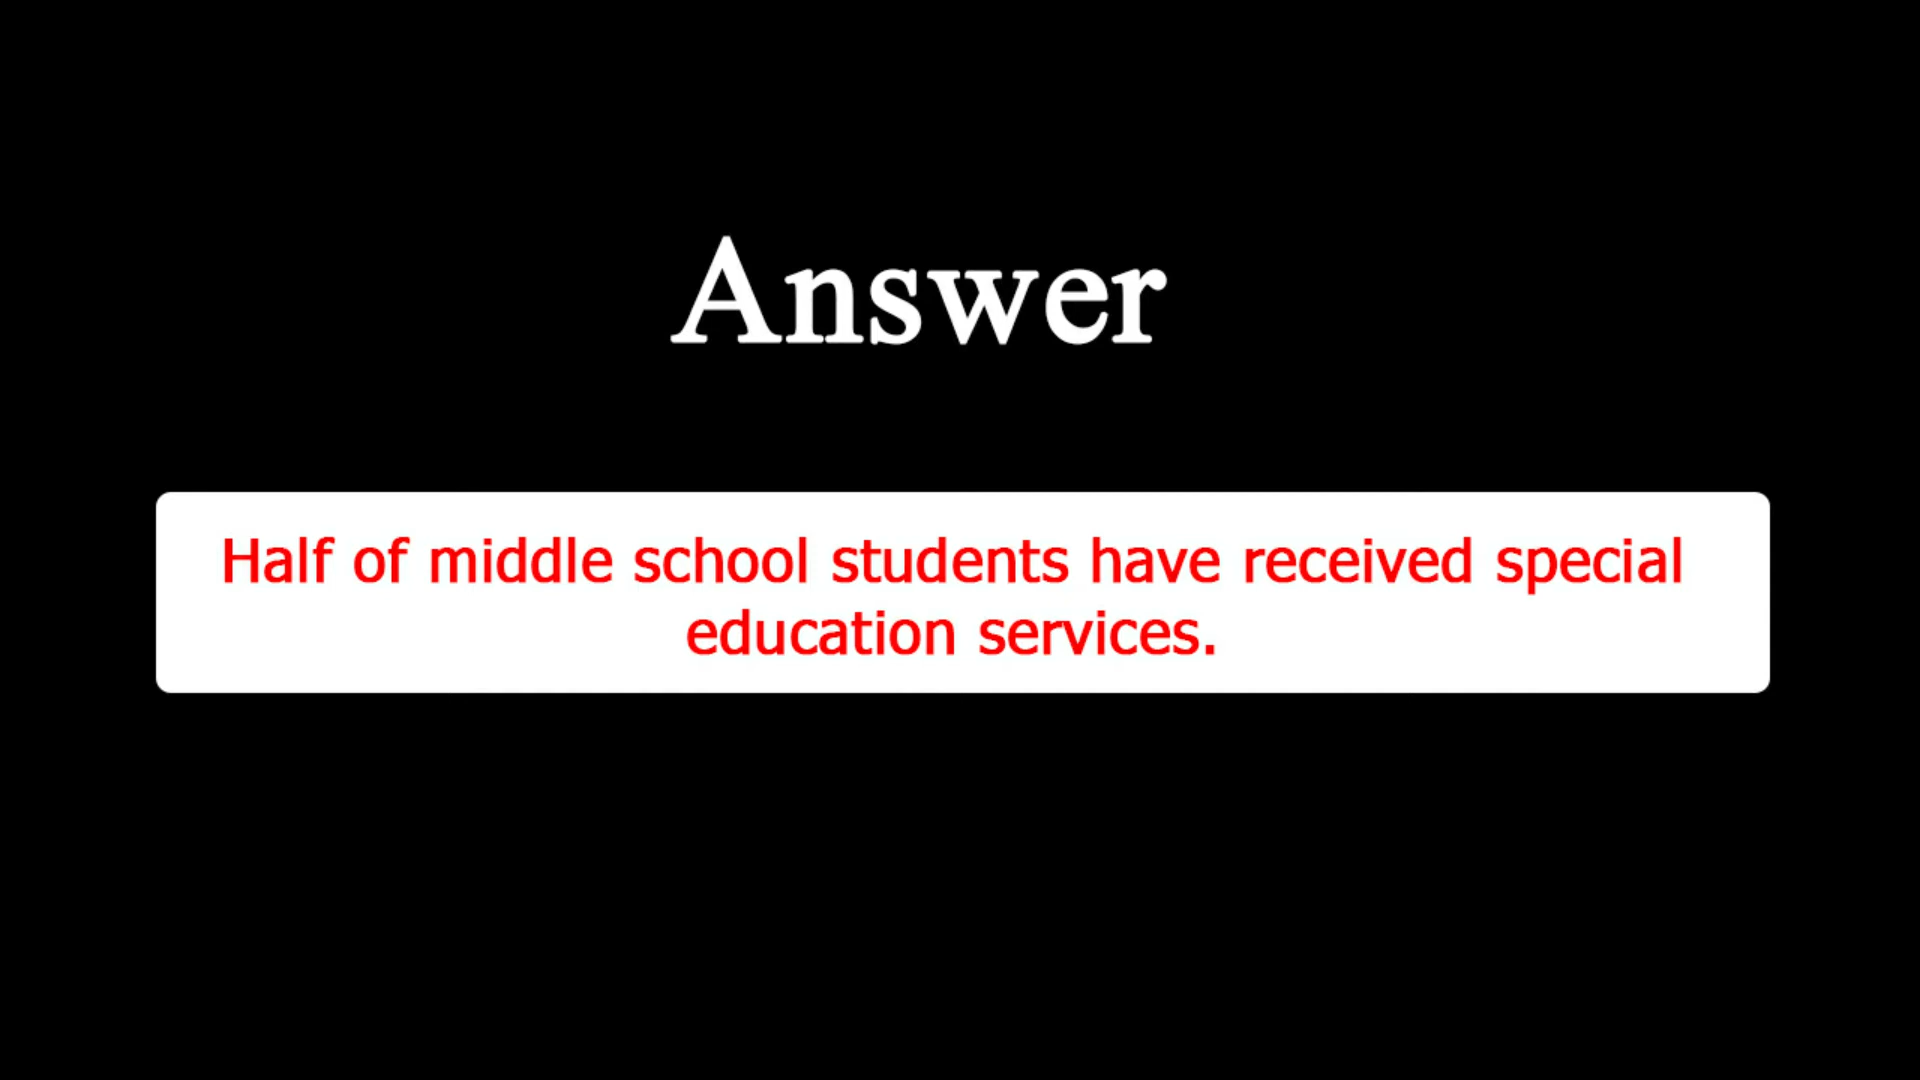 Answer
Half of middle school students have received special
education services.